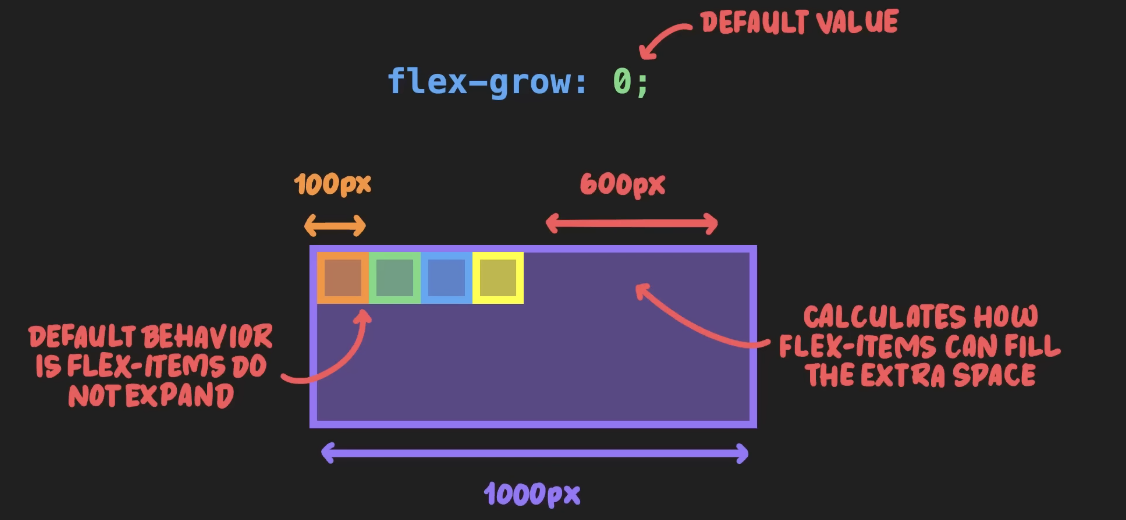 DEFAULT VALUE
flex-grow: 0;
100px
600px
DEFAULT BEHAVIOR
IS FLEX-ITEMS DO
NOT EXPAND
CALCULATES HOW
FLEX-ITEMS CAN FILL
THE EXTRA SPACE
1000px